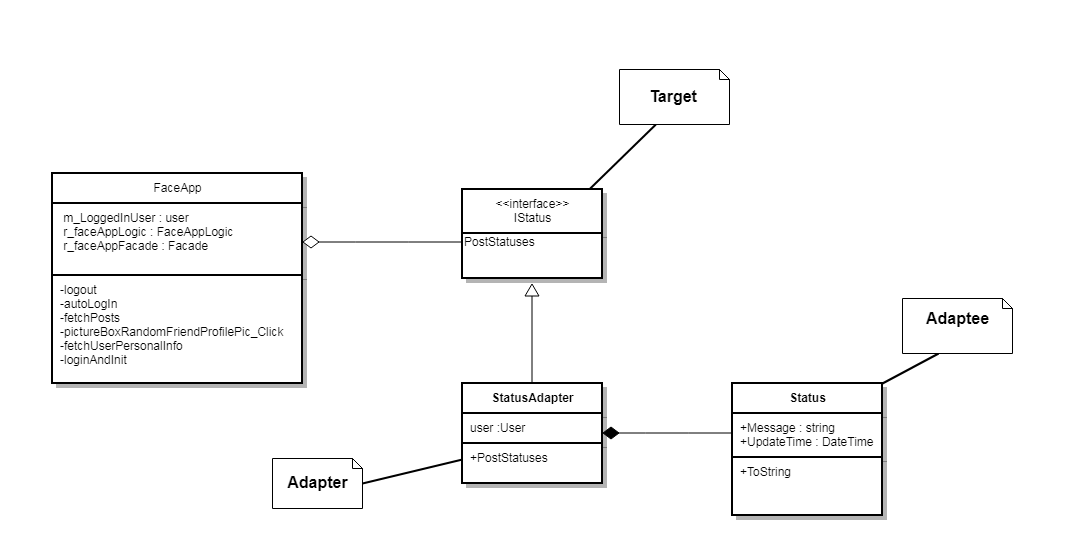 Target
FaceApp
m_LoggedInUser : user
r_faceAppLogic : FaceAppLogic
r_faceAppFacade : Facade
-logout
-autoLogIn
-fetchPosts
-pictureBoxRandomFriendProfilePic_Click
-fetchUserPersonalInfo
-loginAndInit
<<interface>>
IStatus
PostStatuses
Adaptee
StatusAdapter
user :User
+PostStatuses
Status
+Message : string
+UpdateTime : DateTime
+ToString
Adapter